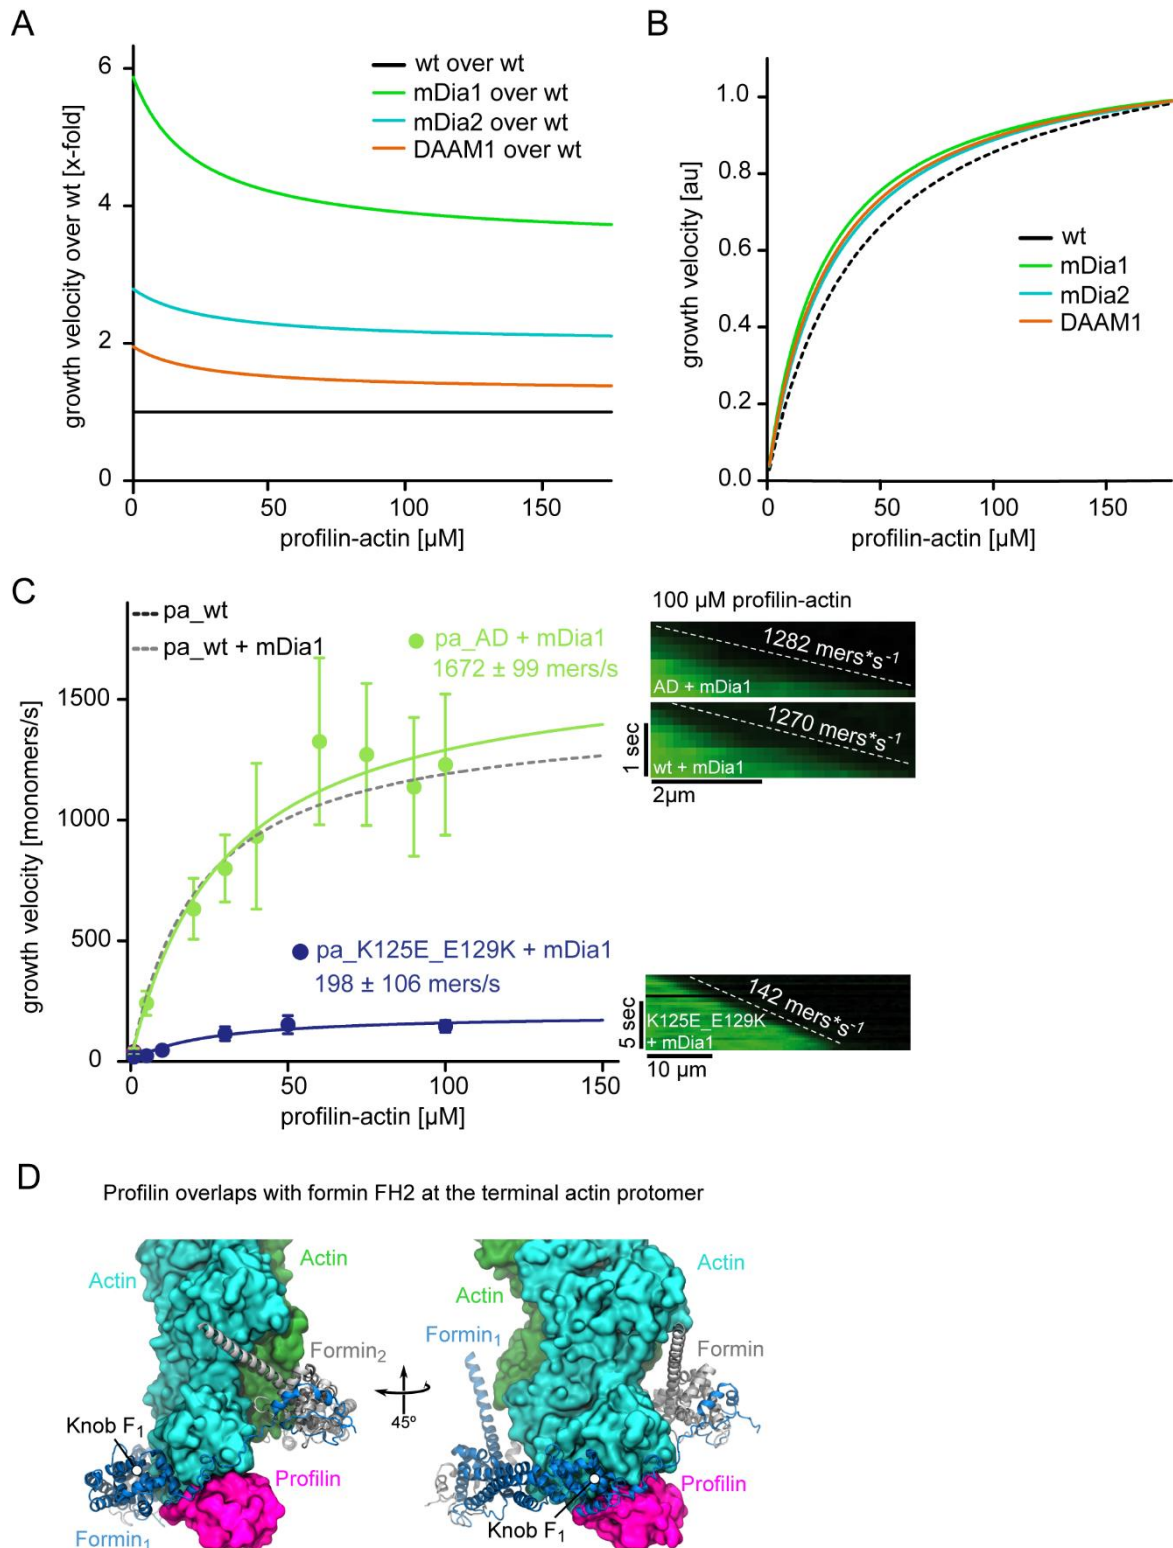 A
growth velocity over wt [x-fold]
6
4
2
0
0 50 100 150
profilin-actin [µM]
wt over wt
mDia1 over wt
mDia2 over wt
DAAM1 over wt
B
growth velocity [au]
1.0
0.8
0.6
0.4
0.2
0.0
0 50 100 150
profilin-actin [µM]
wt
mDia1
mDia2
DAAM1
C
pa_wt
pa_wt + mDia1
pa_AD + mDia1
1672 ± 99 mers/s
growth velocity [monomers/s]
1500
1000
500
0
pa_K125E_E129K + mDia1
198 ± 106 mers/s
0 50 100 150
profilin-actin [µM]
100 µM profilin-actin
1282 mers*s⁻¹
AD + mDia1
1270 mers*s⁻¹
wt + mDia1
1 sec
2µm
142 mers*s⁻¹
K125E_E129K
+ mDia1
5 sec
10 µm
D
Profilin overlaps with formin FH2 at the terminal actin protomer
Actin
Actin
Formin₂
Knob F₁
Profilin
Formin₁
45º
Actin
Actin
Formin₁
Formin
Profilin
Knob F₁